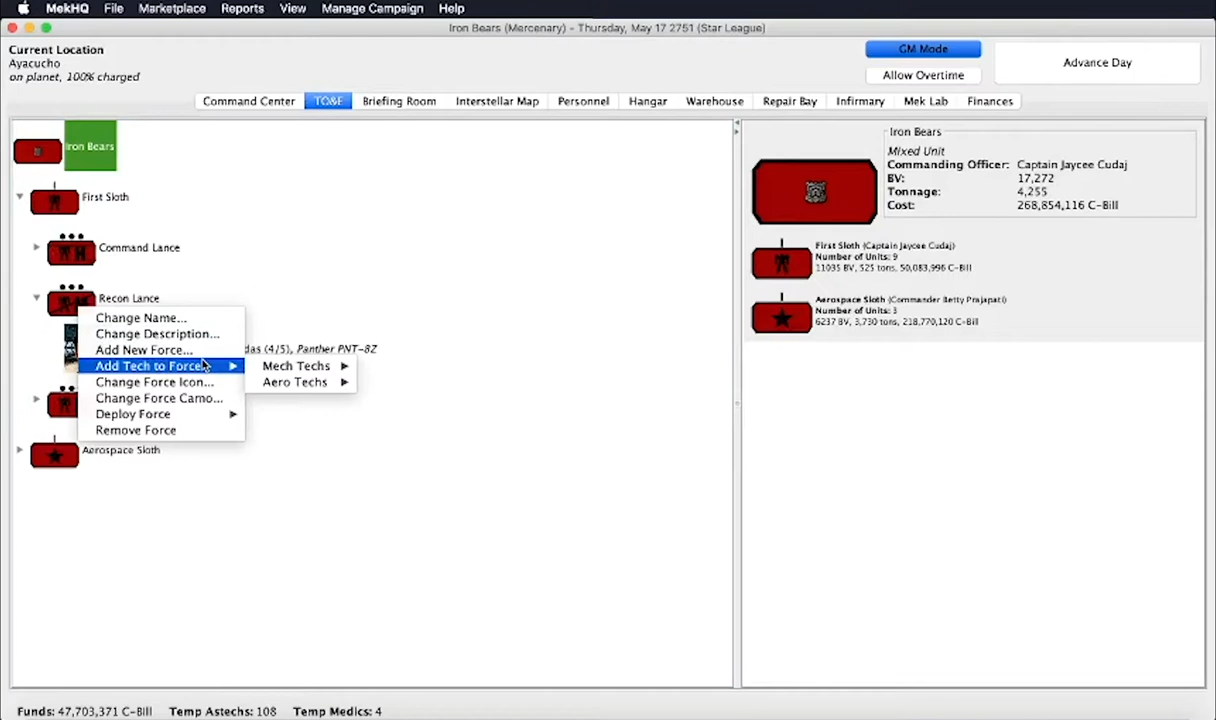 MekHQ File Marketplace Reports View Manage Campaign Help
Iron Bears (Mercenary) - Thursday, May 17 2751 (Star League)
Current Location
Ayacucho
on planet, 100% charged
GM Mode
Allow Overtime
Advance Day
Command Center TO&E Briefing Room Interstellar Map Personnel Hangar Warehouse Repair Bay Infirmary Mek Lab Finances
Iron Bears
First Sloth
Command Lance
Recon Lance
das (4/5), Panther PNT-8Z
Aerospace Sloth
Change Name...
Change Description...
Add New Force...
Add Tech to Force
Change Force Icon...
Change Force Camo...
Deploy Force
Remove Force
Mech Techs
Aero Techs
Iron Bears
Mixed Unit
Commanding Officer: Captain Jaycee Cudaj
BV: 17,272
Tonnage: 4,255
Cost: 268,854,116 C-Bill
First Sloth (Captain Jaycee Cudaj)
Number of Units: 9
11035 BV, 525 tons, 50,083,996 C-Bill
Aerospace Sloth (Commander Betty Prajapati)
Number of Units: 3
6237 BV, 3,730 tons, 218,770,120 C-Bill
Funds: 47,703,371 C-Bill Temp Astechs: 108 Temp Medics: 4